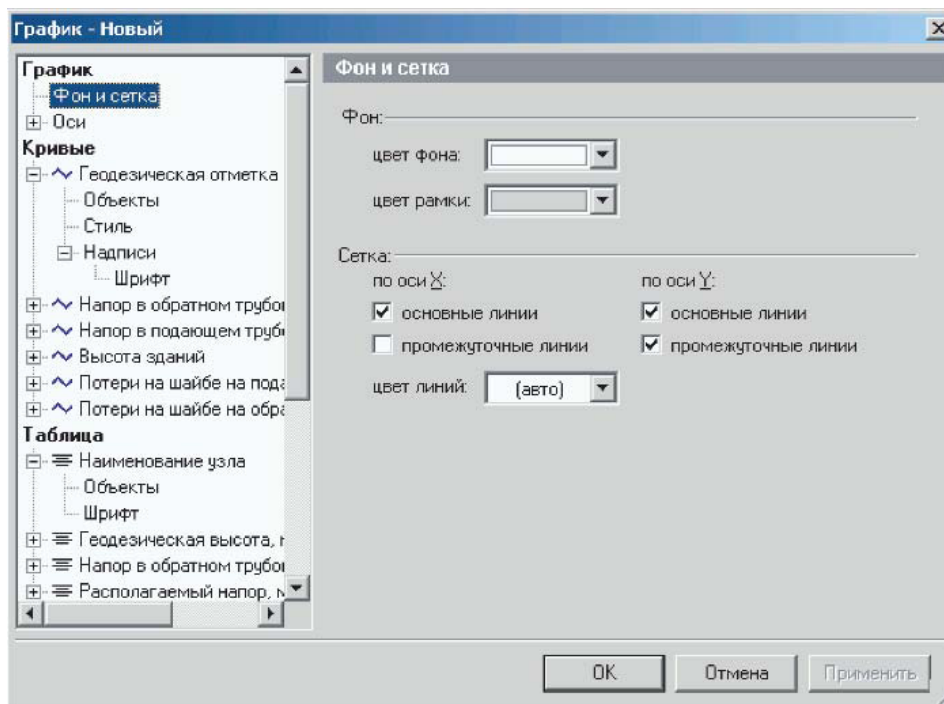 График - Новый
График
Фон и сетка
Оси
Кривые
Геодезическая отметка
Объекты
Стиль
Надписи
Шрифт
Напор в обратном трубо
Напор в подающем труб
Высота зданий
Потери на шайбе на пода
Потери на шайбе на обра
Таблица
Наименование узла
Объекты
Шрифт
Геодезическая высота,
Напор в обратном трубо
Располагаемый напор,
Фон и сетка
Фон:
цвет фона:
цвет рамки:
Сетка:
по оси X: по оси Y:
основные линии основные линии
промежуточные линии промежуточные линии
цвет линий: (авто)
OK Отмена Применить